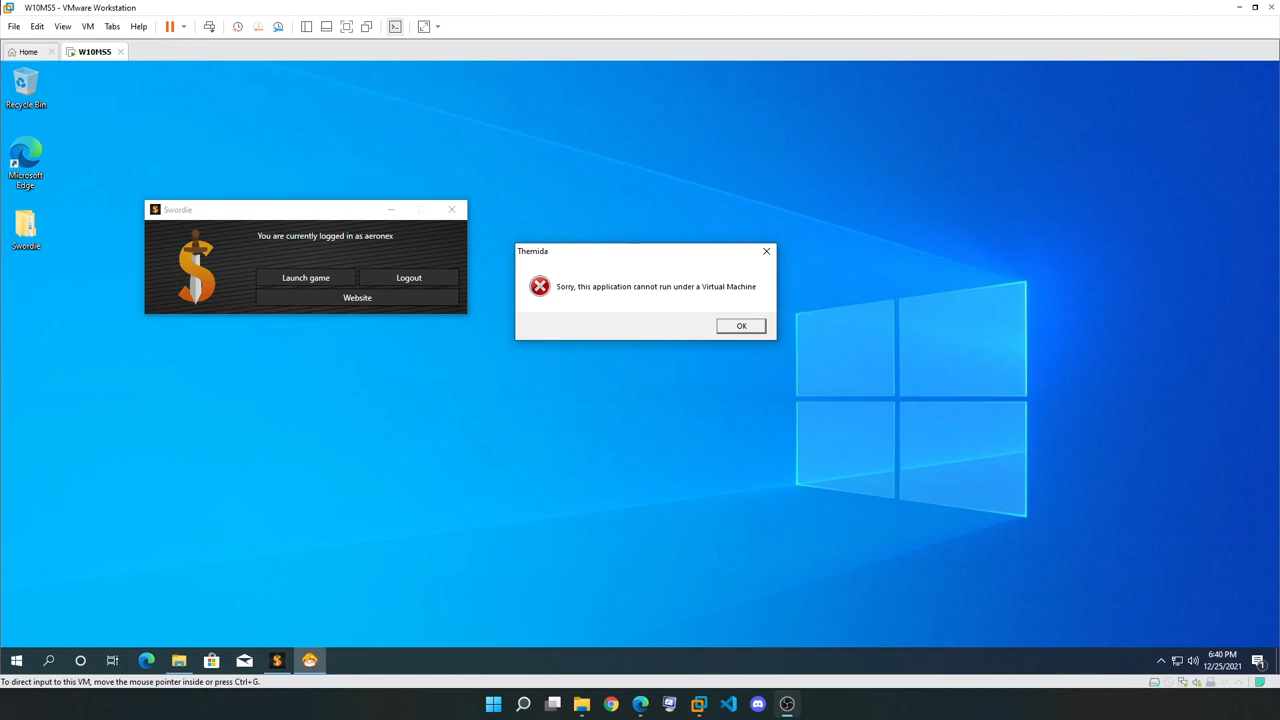 W10MS5 - VMware Workstation
File Edit View VM Tabs Help
Home W10MS5
Recycle Bin
Microsoft
Edge
Swordie
Swordie
You are currently logged in as aeronex
Launch game Logout
Website
Themida
Sorry, this application cannot run under a Virtual Machine
OK
6:40 PM
12/25/2021
1
To direct input to this VM, move the mouse pointer inside or press Ctrl+G.